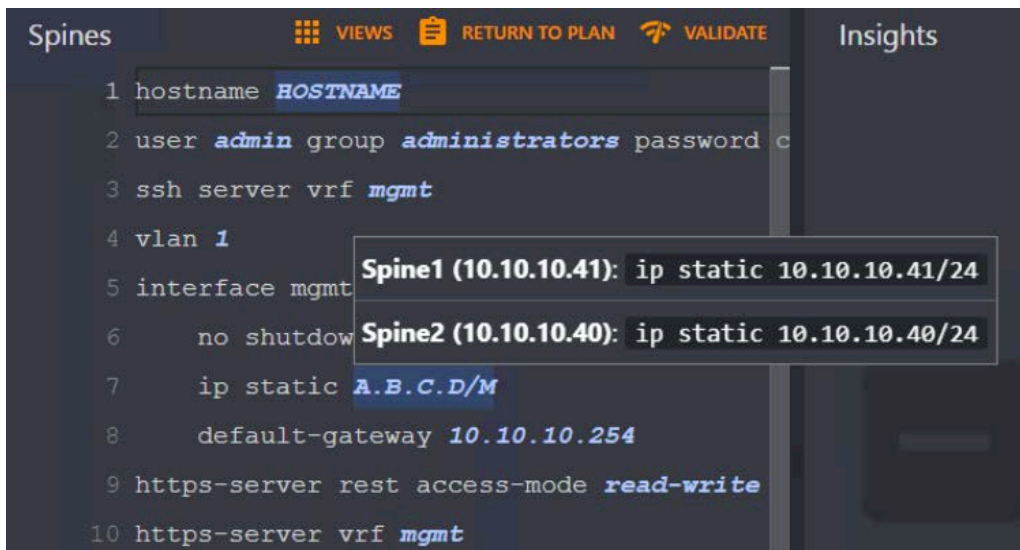 Spines VIEWS RETURN TO PLAN VALIDATE Insights
1 hostname HOSTNAME
2 user admin group administrators password c
3 ssh server vrf mgmt
4 vlan 1
Spine1 (10.10.10.41): ip static 10.10.10.41/24
5 interface mgmt
6 no shutdow
Spine2 (10.10.10.40): ip static 10.10.10.40/24
7 ip static A.B.C.D/M
8 default-gateway 10.10.10.254
9 https-server rest access-mode read-write
10 https-server vrf mgmt